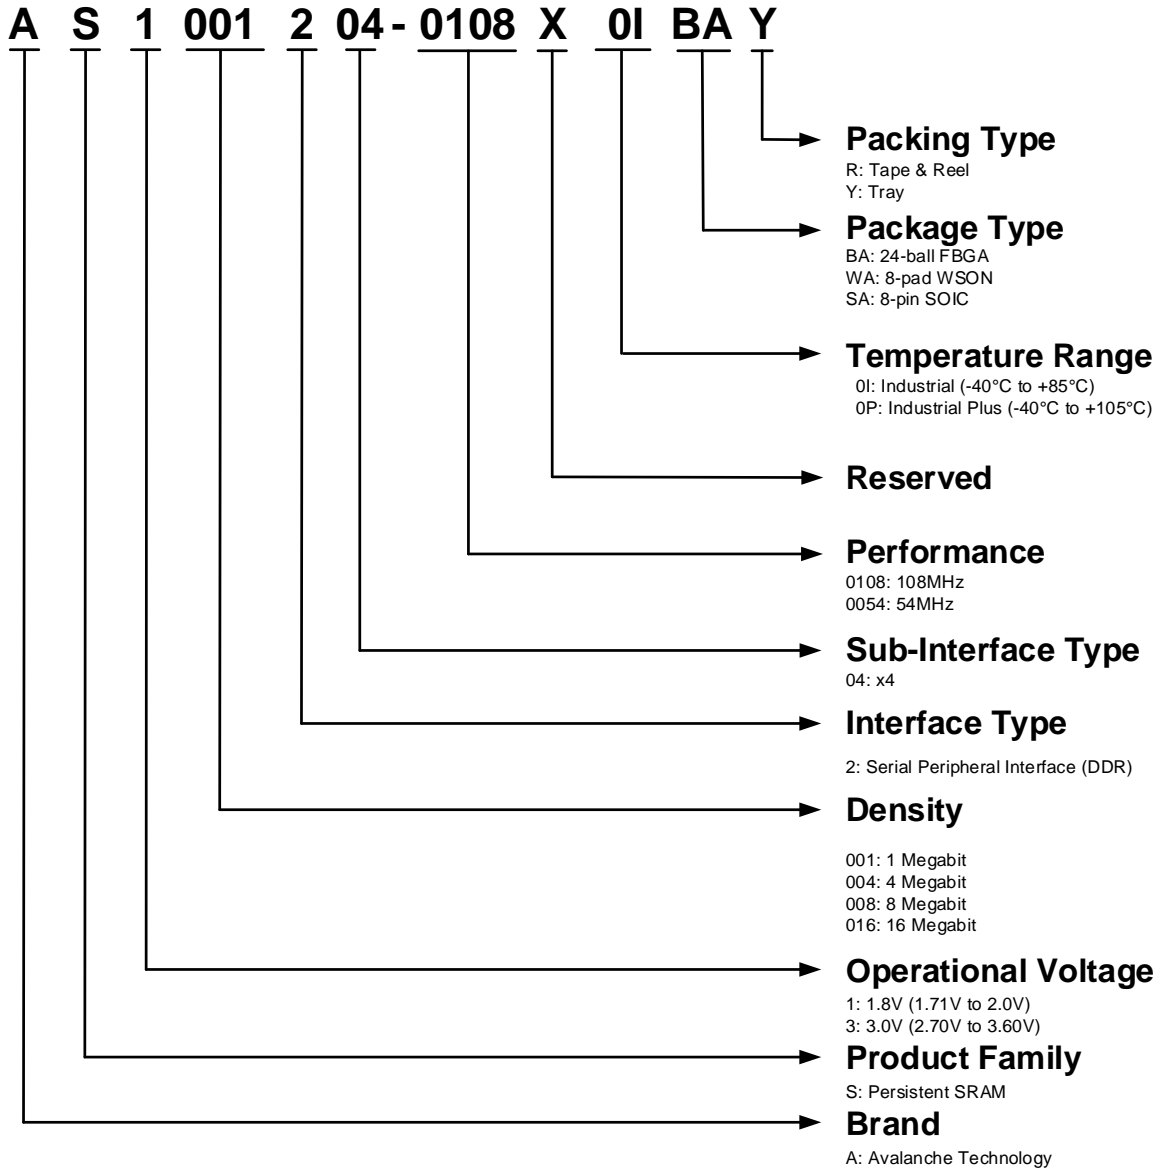 A S 1 001 2 04 - 0108 X 0I BA Y
Packing Type
R: Tape & Reel
Y: Tray
Package Type
BA: 24-ball FBGA
WA: 8-pad WSON
SA: 8-pin SOIC
Temperature Range
0I: Industrial (-40°C to +85°C)
0P: Industrial Plus (-40°C to +105°C)
Reserved
Performance
0108: 108MHz
0054: 54MHz
Sub-Interface Type
04: x4
Interface Type
2: Serial Peripheral Interface (DDR)
Density
001: 1 Megabit
004: 4 Megabit
008: 8 Megabit
016: 16 Megabit
Operational Voltage
1: 1.8V (1.71V to 2.0V)
3: 3.0V (2.70V to 3.60V)
Product Family
S: Persistent SRAM
Brand
A: Avalanche Technology